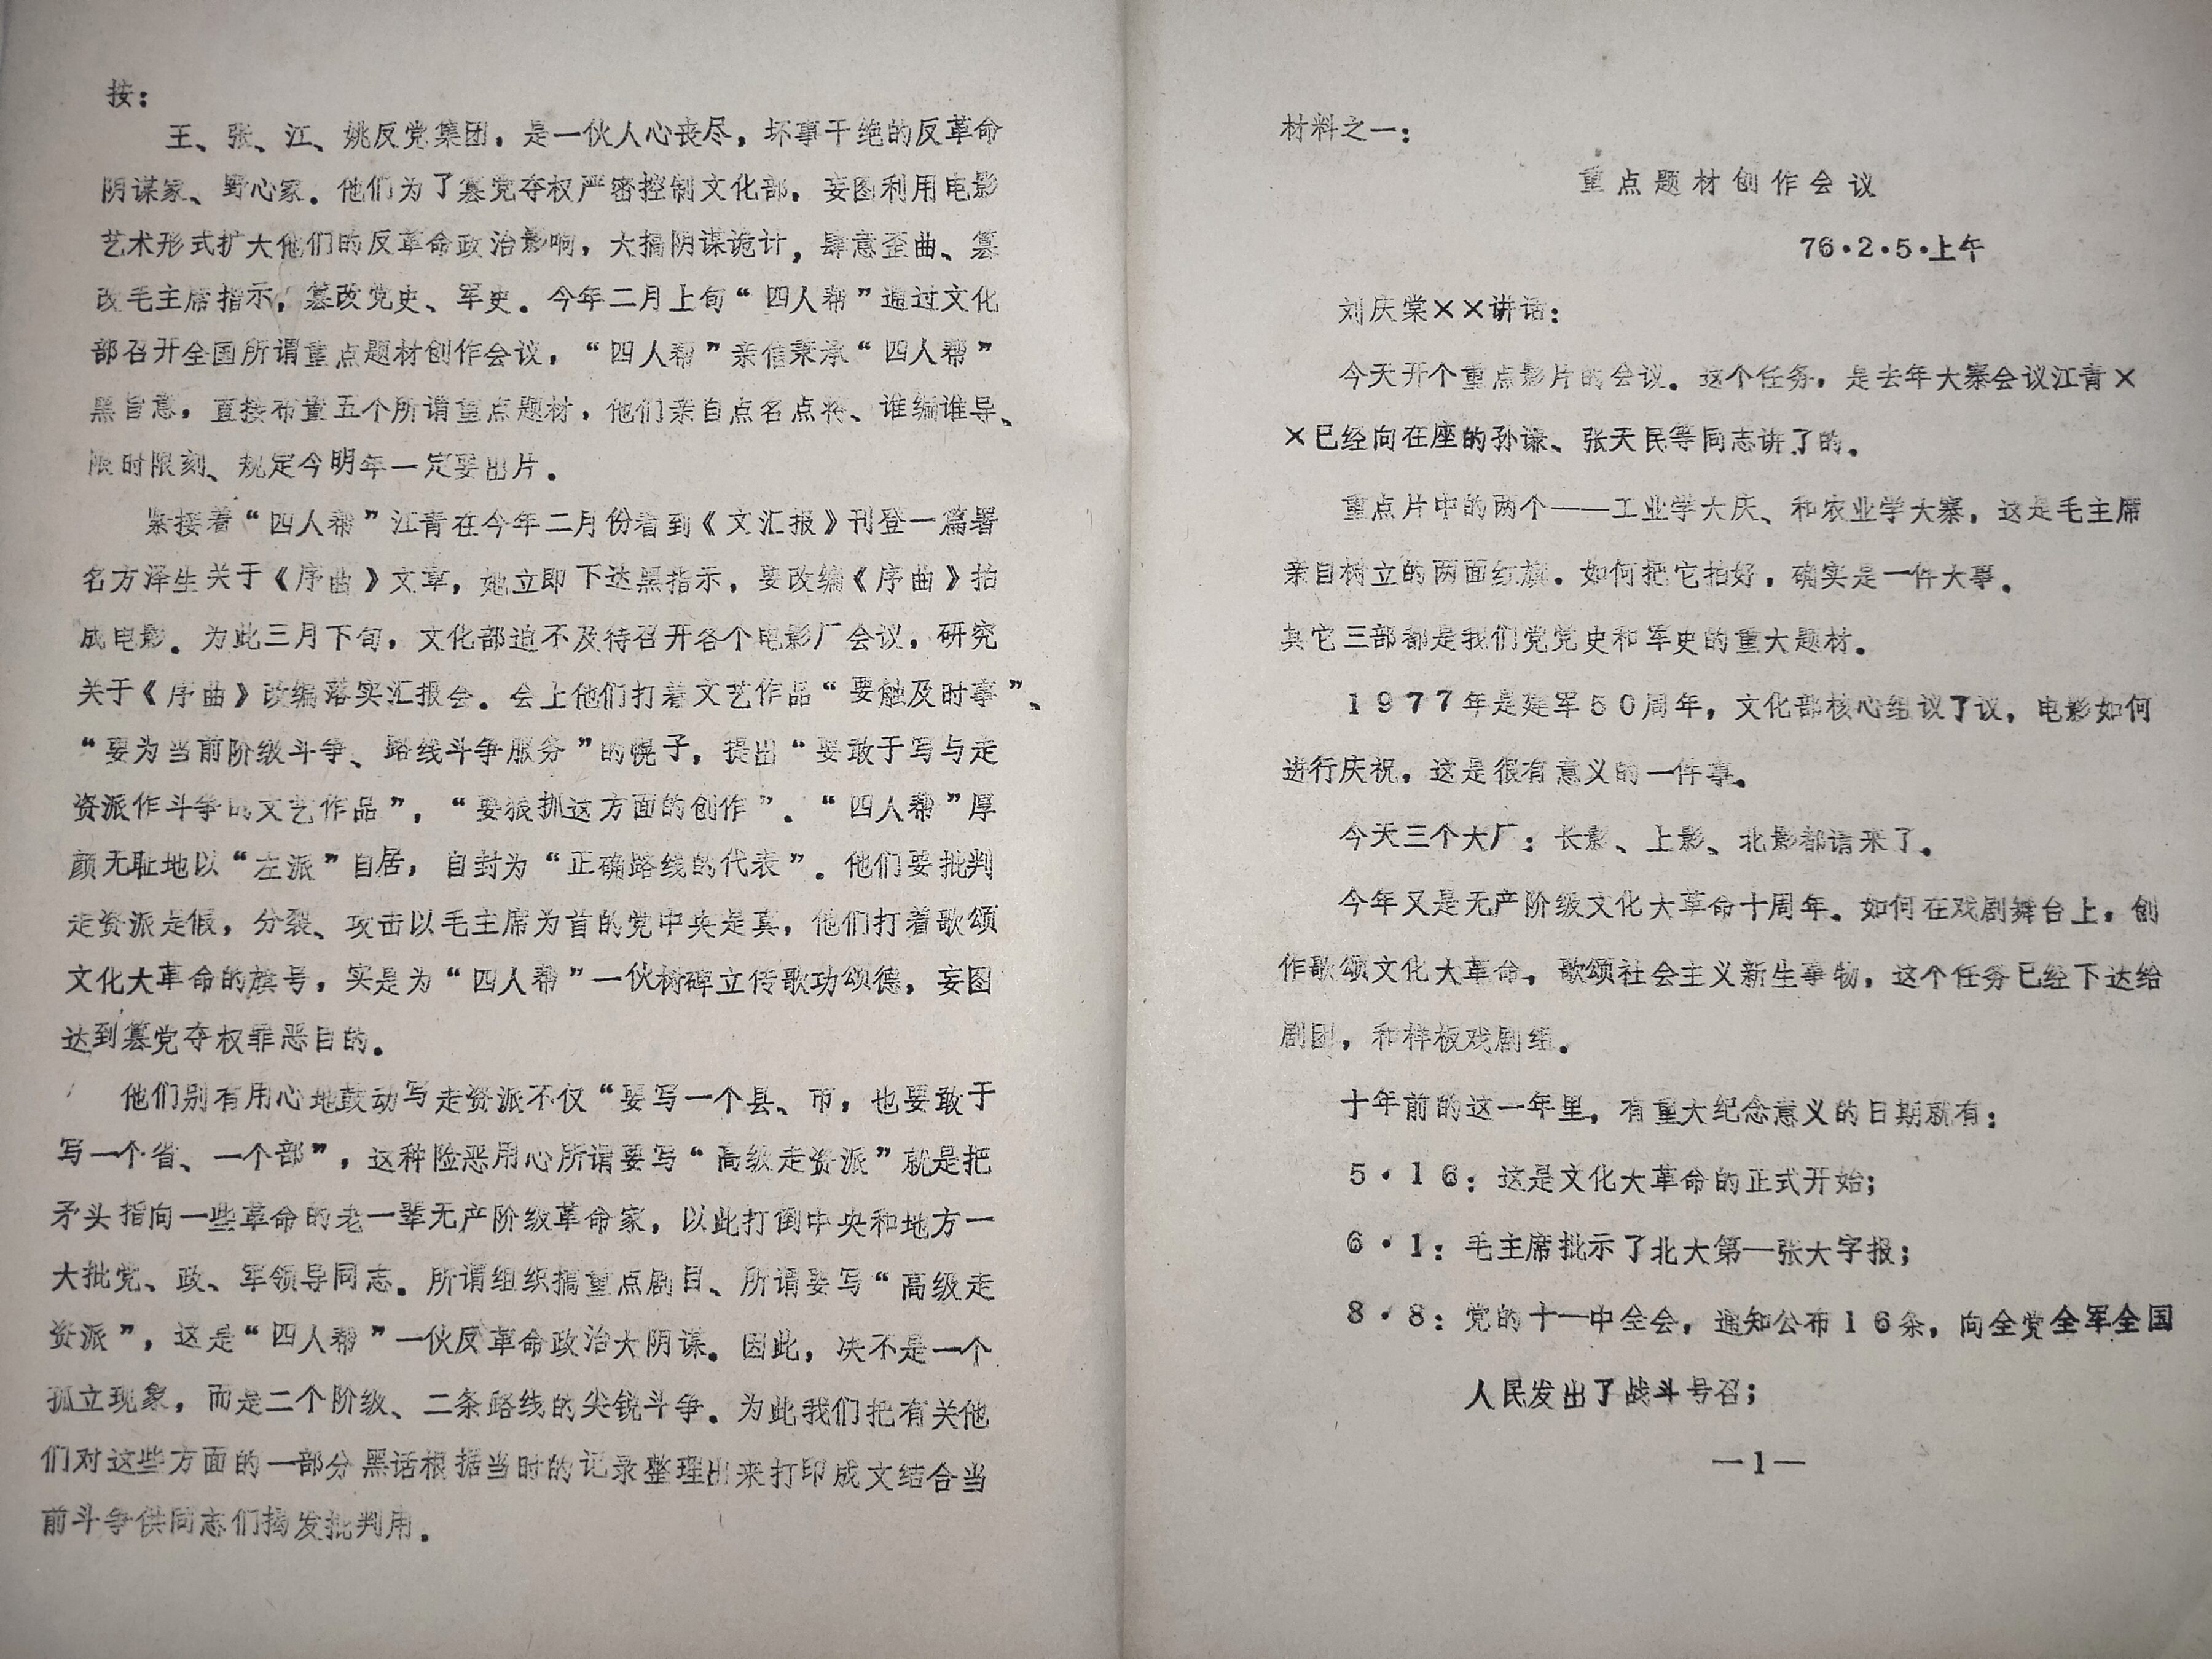 按：
王、张、江、姚反党集团，是一伙人心丧尽，坏事干绝的反革命
阴谋家、野心家．他们为了篡党夺权严密控制文化部．妄图利用电影
艺术形式扩大他们的反革命政治影响，大搞阴谋诡计，肆意歪曲、篡
改毛主席指示，篡改党史、军史．今年二月上旬“四人帮”通过文化
部召开全国所谓重点题材创作会议，“四人帮”亲信秉承“四人帮”
黑旨意，直接布置五个所谓重点题材，他们亲自点名点将、谁编谁导、
限时限刻、规定今明年一定要出片．
紧接着“四人帮”江青在今年二月份看到《文汇报》刊登一篇署
名方泽生关于《序曲》文章，她立即下达黑指示，要改编《序曲》拍
成电影．为此三月下旬，文化部迫不及待召开各个电影厂会议，研究
关于《序曲》改编落实汇报会．会上他们打着文艺作品“要触及时事”、
“要为当前阶级斗争、路线斗争服务”的幌子，提出“要敢于写与走
资派作斗争的文艺作品”，“要狠抓这方面的创作”．“四人帮”厚
颜无耻地以“左派”自居，自封为“正确路线的代表”．他们要批判
走资派是假，分裂、攻击以毛主席为首的党中央是真，他们打着歌颂
文化大革命的旗号，实是为“四人帮”一伙树碑立传歌功颂德，妄图
达到篡党夺权罪恶目的．
他们别有用心地鼓动写走资派不仅“要写一个县、市，也要敢于
写一个省、一个部”，这种险恶用心所谓要写“高级走资派”就是把
矛头指向一些革命的老一辈无产阶级革命家，以此打倒中央和地方一
大批党、政、军领导同志．所谓组织搞重点剧目、所谓要写“高级走
资派”，这是“四人帮”一伙反革命政治大阴谋．因此，决不是一个
孤立现象，而是二个阶级、二条路线的尖锐斗争．为此我们把有关他
们对这些方面的一部分黑话根据当时的记录整理出来打印成文结合当
前斗争供同志们揭发批判用．
材料之一：
重点题材创作会议
76·2·5·上午
刘庆棠××讲话：
今天开个重点影片的会议．这个任务，是去年大寨会议江青×
×已经向在座的孙谦、张天民等同志讲了的．
重点片中的两个——工业学大庆、和农业学大寨，这是毛主席
亲自树立的两面红旗．如何把它拍好，确实是一件大事．
其它三部都是我们党党史和军史的重大题材．
1977年是建军50周年，文化部核心组议了议，电影如何
进行庆祝，这是很有意义的一件事．
今天三个大厂：长影、上影、北影都请来了．
今年又是无产阶级文化大革命十周年．如何在戏剧舞台上，创
作歌颂文化大革命，歌颂社会主义新生事物，这个任务已经下达给
剧团，和样板戏剧组．
十年前的这一年里，有重大纪念意义的日期就有：
5·16：这是文化大革命的正式开始；
6·1：毛主席批示了北大第一张大字报；
8·8：党的十一中全会，通知公布16条，向全党全军全国
人民发出了战斗号召；
—1—